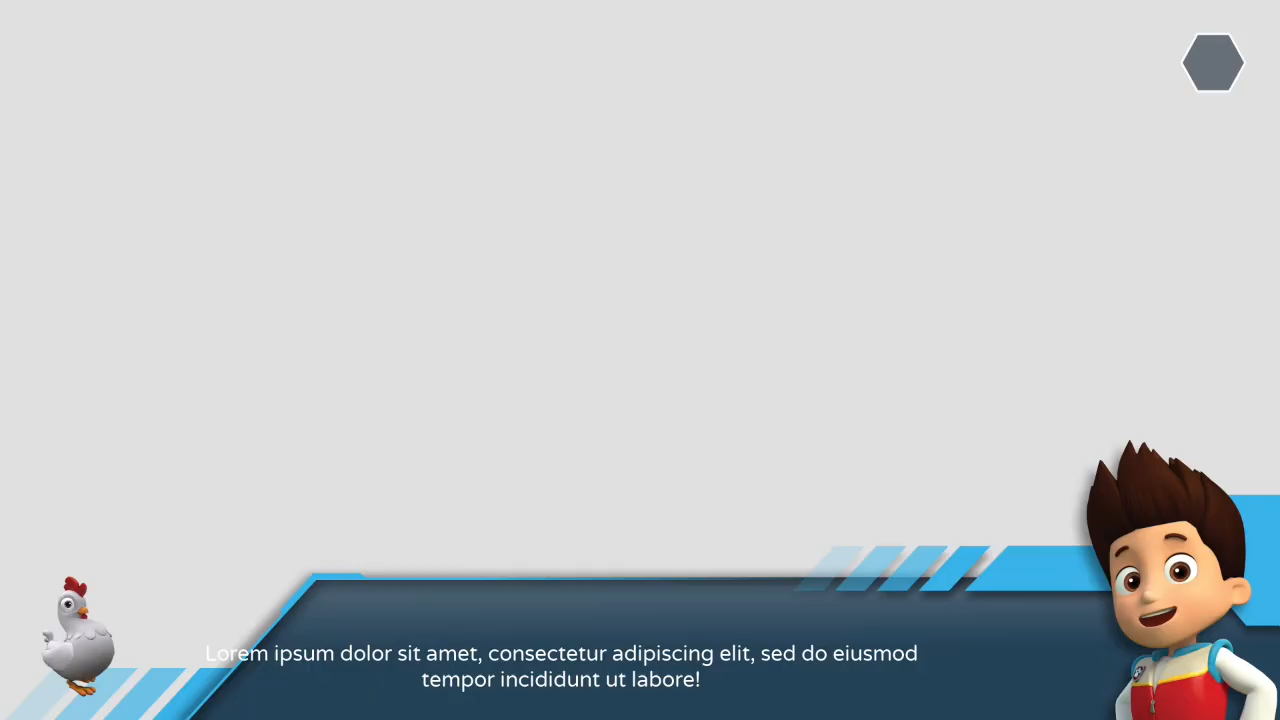 Lorem ipsum dolor sit amet, consectetur adipiscing elit, sed do eiusmod
tempor incididunt ut labore!